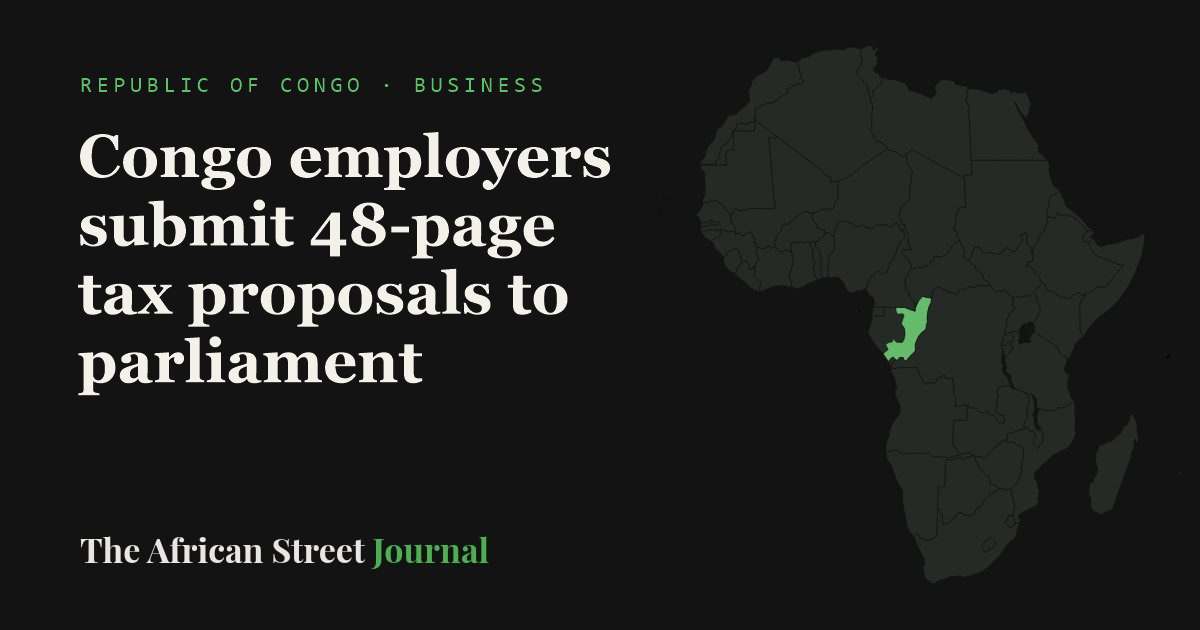 REPUBLIC OF CONGO · BUSINESS
Congo employers
submit 48-page
tax proposals to
parliament
The African Street Journal